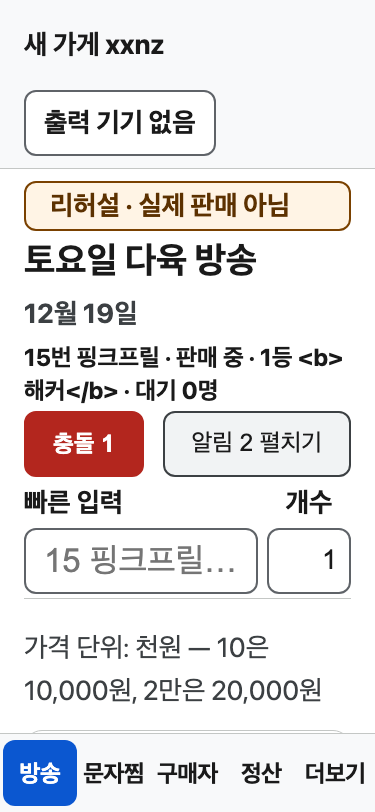 새 가게 xxnz
출력 기기 없음
리허설 · 실제 판매 아님
토요일 다육 방송
12월 19일
15번 핑크프릴 · 판매 중 · 1등 <b>
해커</b> · 대기 0명
충돌 1
알림 2 펼치기
빠른 입력
개수
15 핑크프릴...
1
가격 단위: 천원 — 10은
10,000원, 2만은 20,000원
방송
문자찜
구매자
정산
더보기